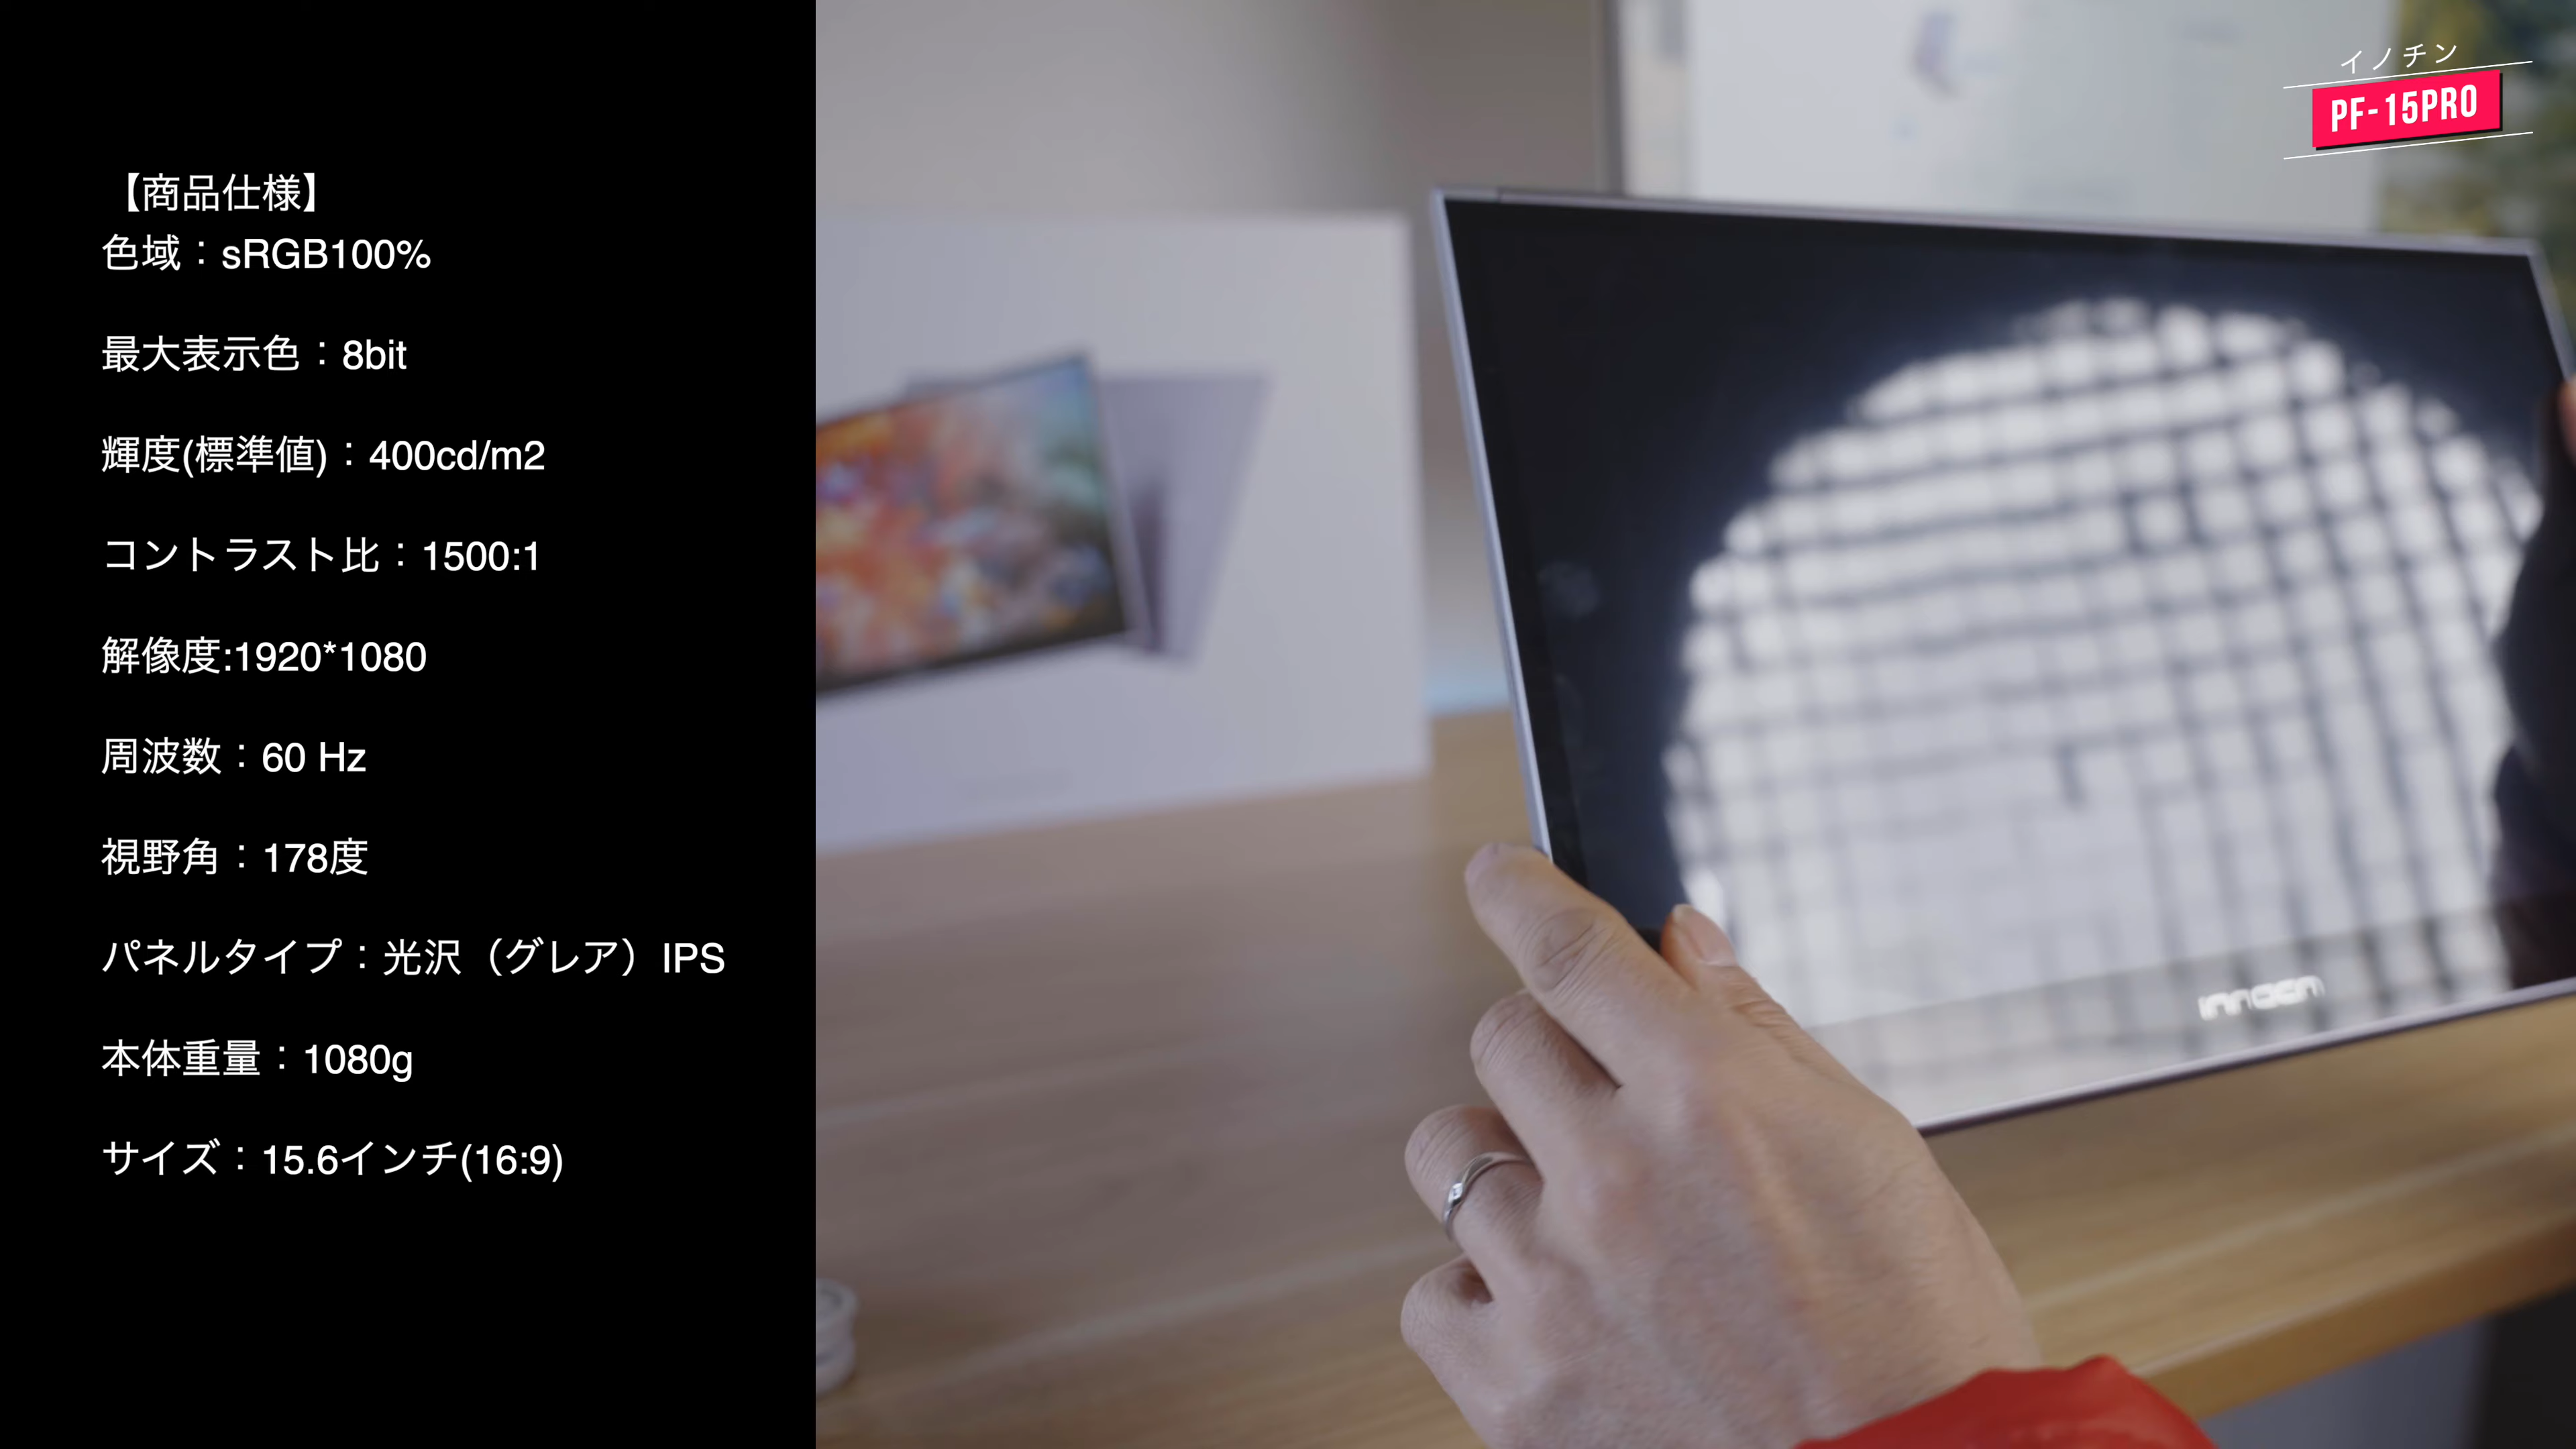 【商品仕様】
色域：sRGB100%
最大表示色：8bit
輝度(標準値)：400cd/m2
コントラスト比：1500:1
解像度:1920*1080
周波数：60 Hz
視野角：178度
パネルタイプ：光沢（グレア）IPS
本体重量：1080g
サイズ：15.6インチ(16:9)
イノチン
PF-15PRO
innocn